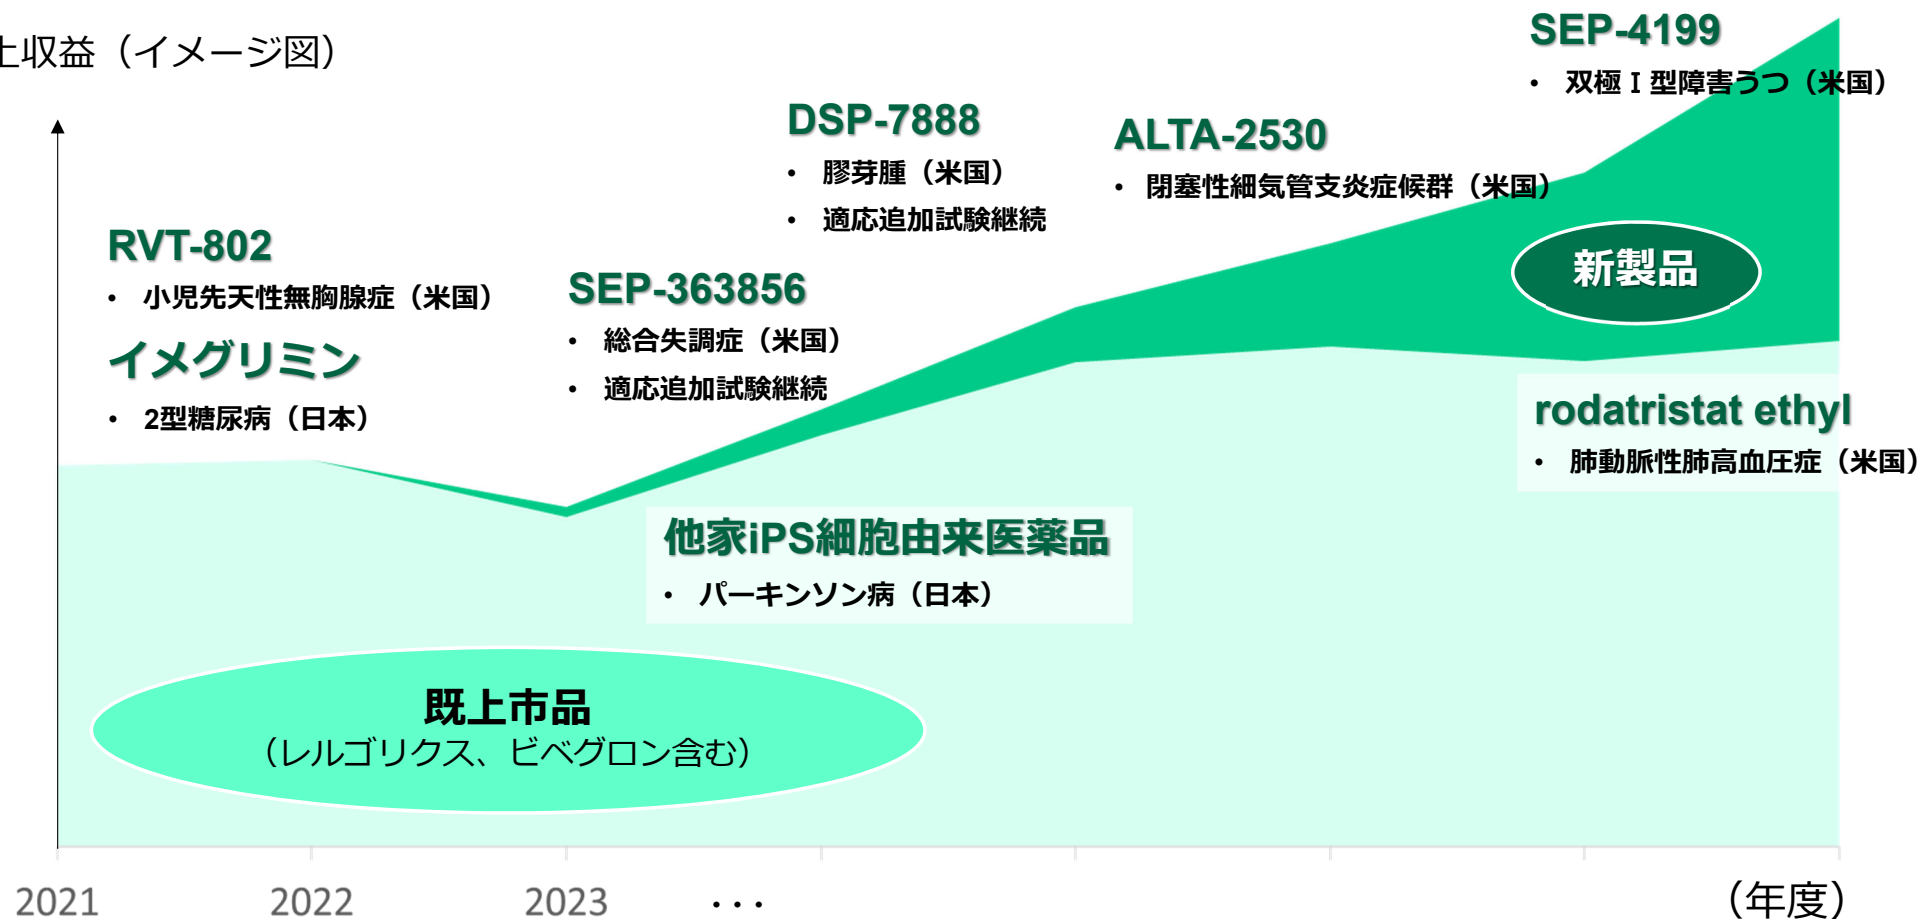 上収益（イメージ図）
SEP-4199
• 双極Ⅰ型障害うつ（米国）
DSP-7888
• 膠芽腫（米国）
• 適応追加試験継続
ALTA-2530
• 閉塞性細気管支炎症候群（米国）
RVT-802
• 小児先天性無胸腺症（米国）
イメグリミン
• 2型糖尿病（日本）
SEP-363856
• 総合失調症（米国）
• 適応追加試験継続
新製品
rodatristat ethyl
• 肺動脈性肺高血圧症（米国）
他家iPS細胞由来医薬品
• パーキンソン病（日本）
既上市品
（レルゴリクス、ビベグロン含む）
2021 2022 2023 ･･･ （年度）